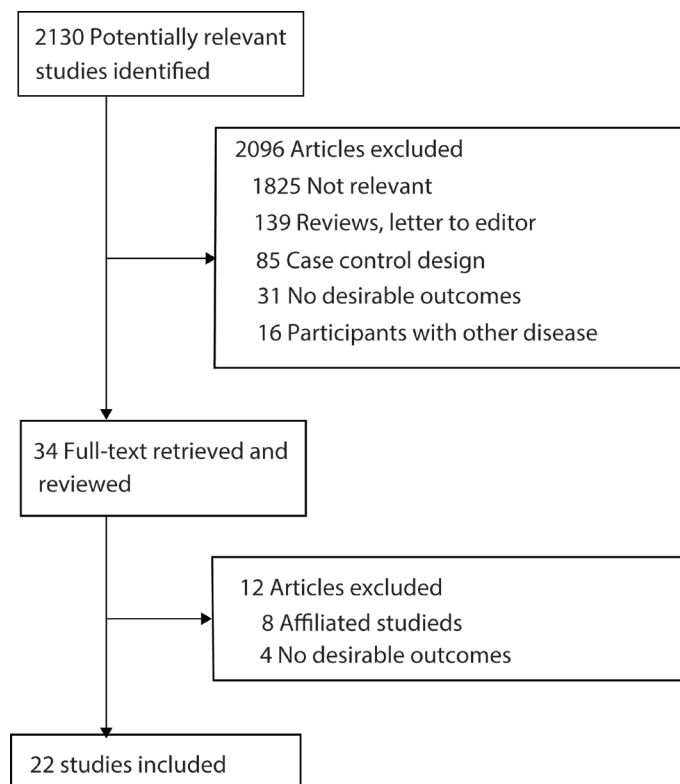 2130 Potentially relevant
studies identified
2096 Articles excluded
1825 Not relevant
139 Reviews, letter to editor
85 Case control design
31 No desirable outcomes
16 Participants with other disease
34 Full-text retrieved and
reviewed
12 Articles excluded
8 Affiliated studieds
4 No desirable outcomes
22 studies included